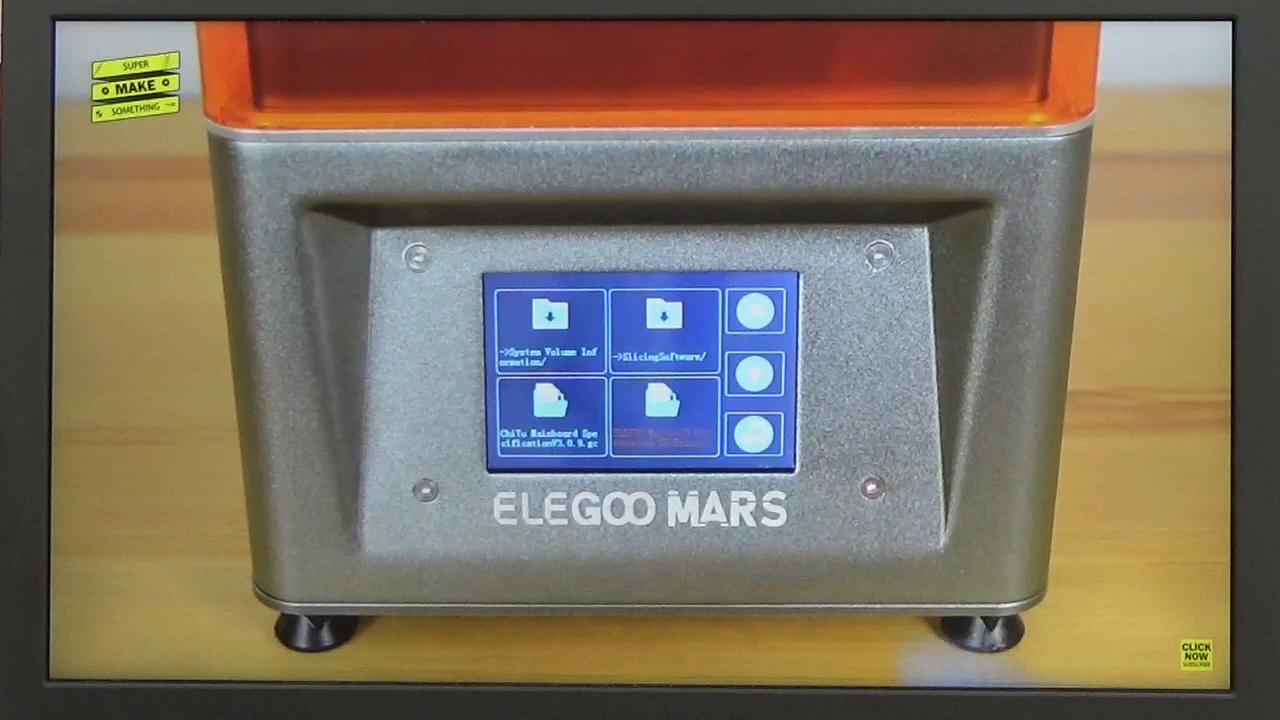 SUPER
MAKE
SOMETHING
->System Volume Inf
ormation/
->SlicingSoftware/
ChiTu Mainboard Spe
cificationV3.0.9.gc
ELEGOO MARS
CLICK
NOW
SUBSCRIBE